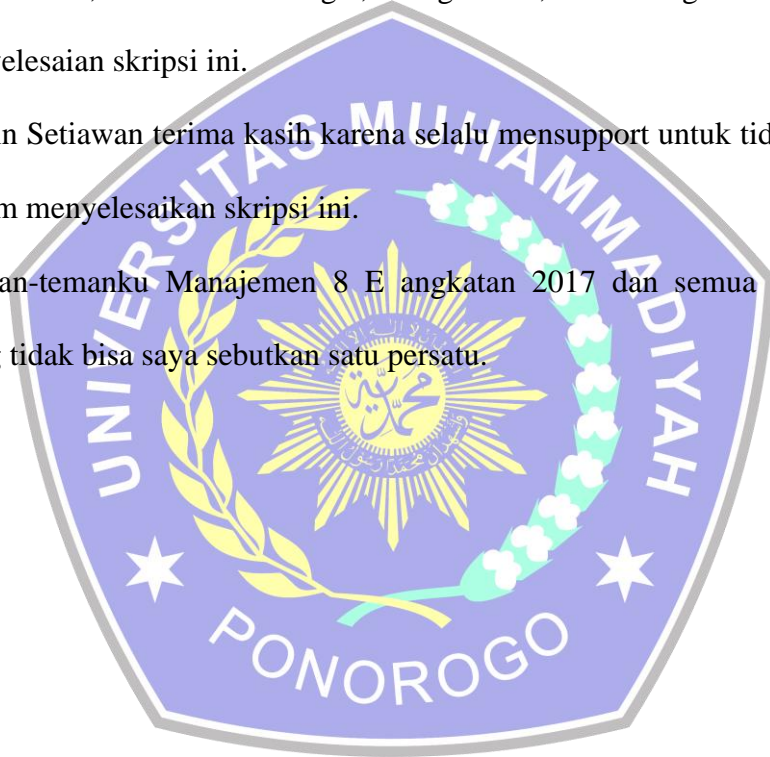 elesaian skripsi ini.
n Setiawan terima kasih karena selalu mensupport untuk tid
m menyelesaikan skripsi ini.
an-temanku Manajemen 8 E angkatan 2017 dan semua
g tidak bisa saya sebutkan satu persatu.
UNIVERSITAS MUHAMMADIYAH
محمدية
PONOROGO